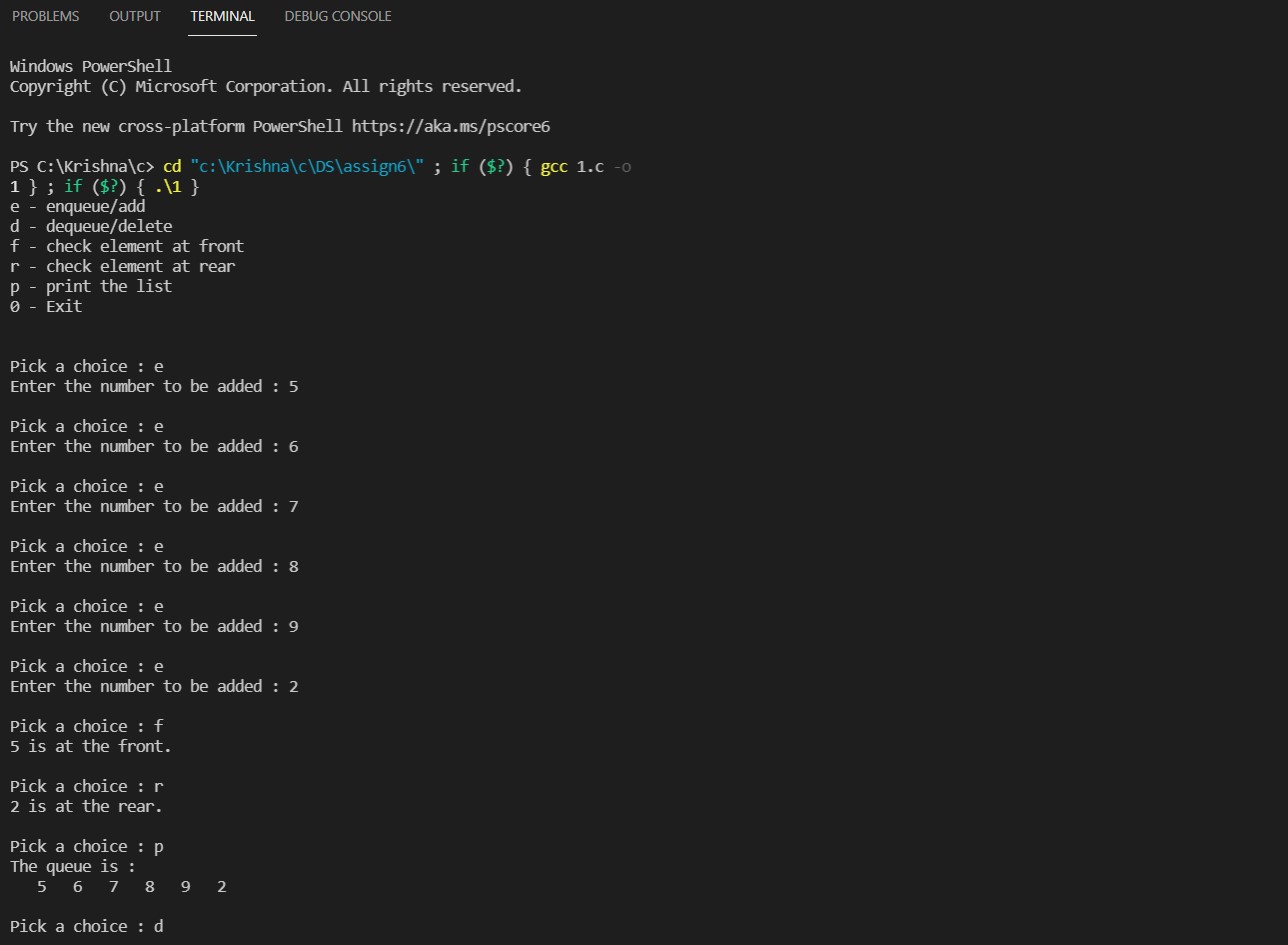 PROBLEMS OUTPUT TERMINAL DEBUG CONSOLE
Windows PowerShell
Copyright (C) Microsoft Corporation. All rights reserved.
Try the new cross-platform PowerShell https://aka.ms/pscore6
PS C:\Krishna\c> cd "c:\Krishna\c\DS\assign6\" ; if ($?) { gcc 1.c -o
1 } ; if ($?) { .\1 }
e - enqueue/add
d - dequeue/delete
f - check element at front
r - check element at rear
p - print the list
0 - Exit
Pick a choice : e
Enter the number to be added : 5
Pick a choice : e
Enter the number to be added : 6
Pick a choice : e
Enter the number to be added : 7
Pick a choice : e
Enter the number to be added : 8
Pick a choice : e
Enter the number to be added : 9
Pick a choice : e
Enter the number to be added : 2
Pick a choice : f
5 is at the front.
Pick a choice : r
2 is at the rear.
Pick a choice : p
The queue is :
5 6 7 8 9 2
Pick a choice : d